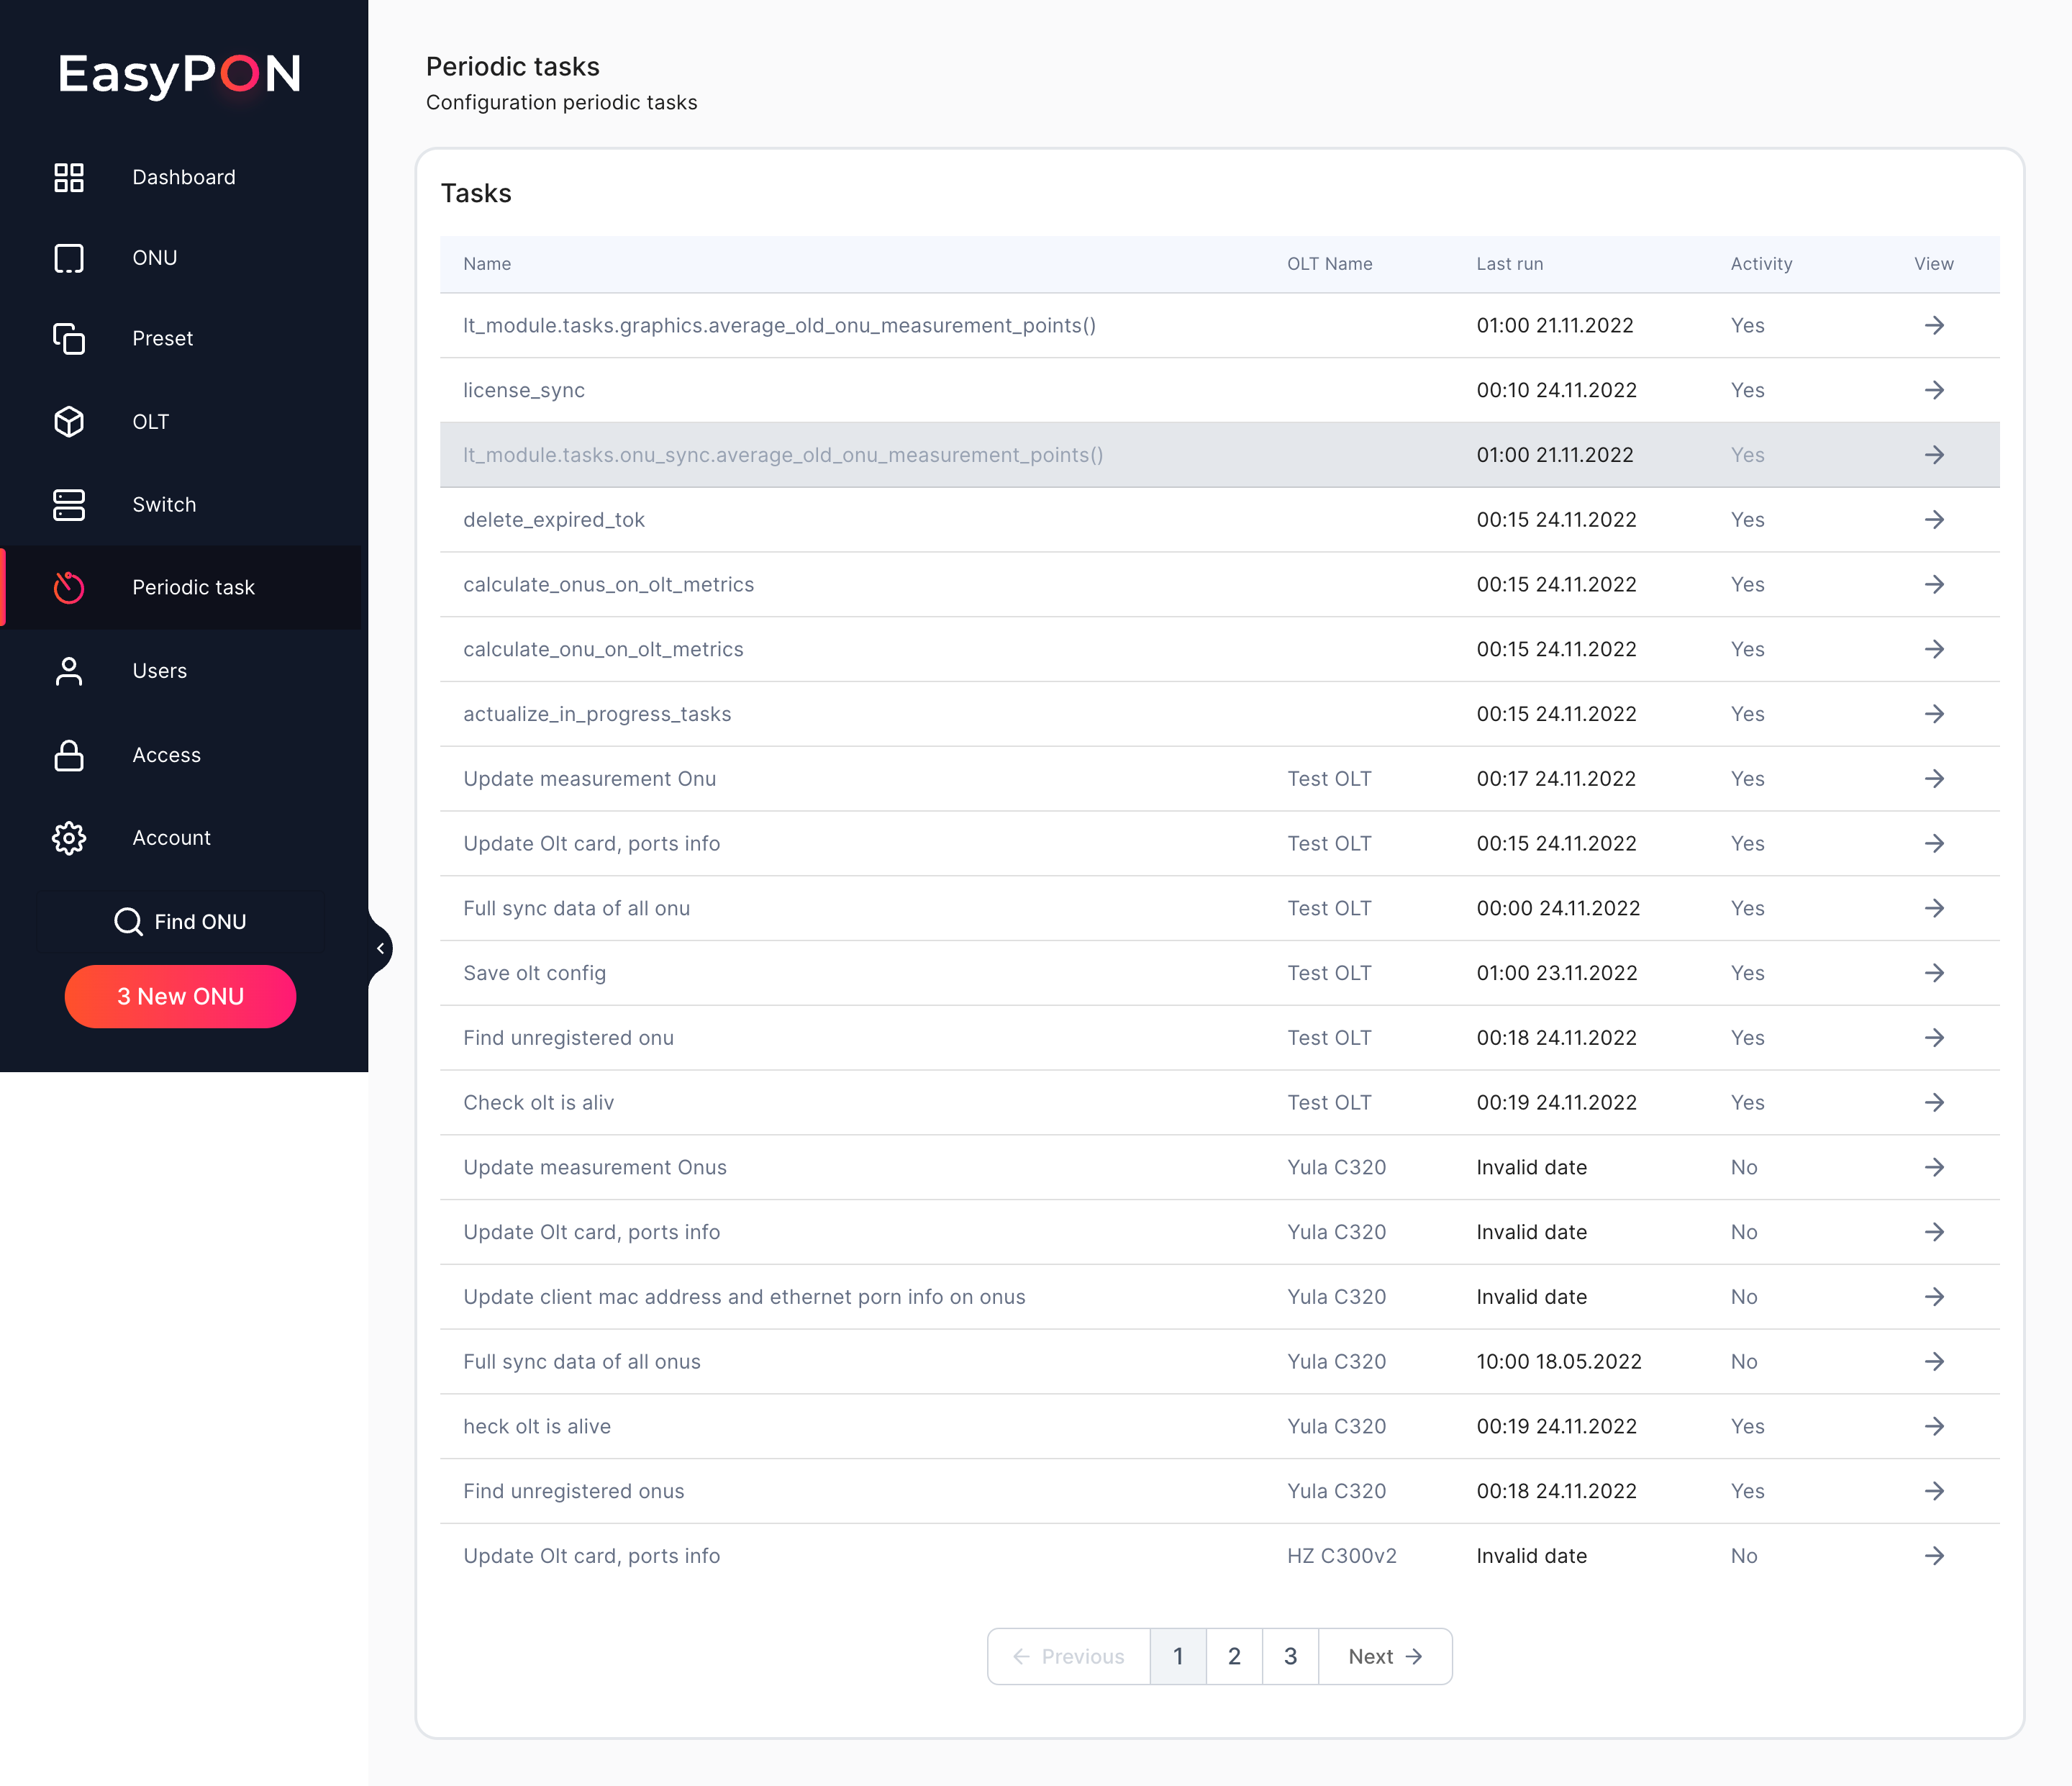 EasyPON
Dashboard
ONU
Preset
OLT
Switch
Periodic task
Users
Access
Account
Find ONU
3 New ONU
Periodic tasks
Configuration periodic tasks
Tasks
Name OLT Name Last run Activity View
lt_module.tasks.graphics.average_old_onu_measurement_points() 01:00 21.11.2022 Yes
license_sync 00:10 24.11.2022 Yes
lt_module.tasks.onu_sync.average_old_onu_measurement_points() 01:00 21.11.2022 Yes
delete_expired_tok 00:15 24.11.2022 Yes
calculate_onus_on_olt_metrics 00:15 24.11.2022 Yes
calculate_onu_on_olt_metrics 00:15 24.11.2022 Yes
actualize_in_progress_tasks 00:15 24.11.2022 Yes
Update measurement Onu Test OLT 00:17 24.11.2022 Yes
Update Olt card, ports info Test OLT 00:15 24.11.2022 Yes
Full sync data of all onu Test OLT 00:00 24.11.2022 Yes
Save olt config Test OLT 01:00 23.11.2022 Yes
Find unregistered onu Test OLT 00:18 24.11.2022 Yes
Check olt is aliv Test OLT 00:19 24.11.2022 Yes
Update measurement Onus Yula C320 Invalid date No
Update Olt card, ports info Yula C320 Invalid date No
Update client mac address and ethernet porn info on onus Yula C320 Invalid date No
Full sync data of all onus Yula C320 10:00 18.05.2022 No
heck olt is alive Yula C320 00:19 24.11.2022 Yes
Find unregistered onus Yula C320 00:18 24.11.2022 Yes
Update Olt card, ports info HZ C300v2 Invalid date No
Previous 1 2 3 Next